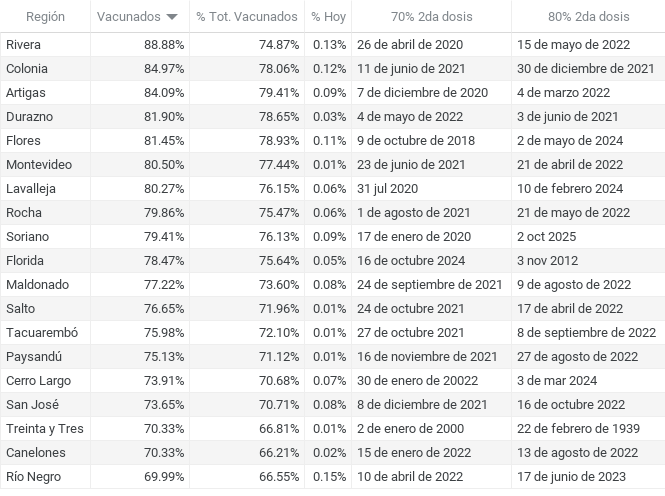 Región Vacunados % Tot. Vacunados % Hoy 70% 2da dosis 80% 2da dosis
Rivera 88.88% 74.87% 0.13% 26 de abril de 2020 15 de mayo de 2022
Colonia 84.97% 78.06% 0.12% 11 de junio de 2021 30 de diciembre de 2021
Artigas 84.09% 79.41% 0.09% 7 de diciembre de 2020 4 de marzo 2022
Durazno 81.90% 78.65% 0.03% 4 de mayo de 2022 3 de junio de 2021
Flores 81.45% 78.93% 0.11% 9 de octubre de 2018 2 de mayo de 2024
Montevideo 80.50% 77.44% 0.01% 23 de junio de 2021 21 de abril de 2022
Lavalleja 80.27% 76.15% 0.06% 31 jul 2020 10 de febrero 2024
Rocha 79.86% 75.47% 0.06% 1 de agosto de 2021 21 de mayo de 2022
Soriano 79.41% 76.13% 0.09% 17 de enero de 2020 2 oct 2025
Florida 78.47% 75.64% 0.05% 16 de octubre 2024 3 nov 2012
Maldonado 77.22% 73.60% 0.08% 24 de septiembre de 2021 9 de agosto de 2022
Salto 76.65% 71.96% 0.01% 24 de octubre 2021 17 de abril de 2022
Tacuarembó 75.98% 72.10% 0.01% 27 de octubre 2021 8 de septiembre de 2022
Paysandú 75.13% 71.12% 0.01% 16 de noviembre de 2021 27 de agosto de 2022
Cerro Largo 73.91% 70.68% 0.07% 30 de enero de 20022 3 de mar 2024
San José 73.65% 70.71% 0.08% 8 de diciembre de 2021 16 de octubre 2022
Treinta y Tres 70.33% 66.81% 0.01% 2 de enero de 2000 22 de febrero de 1939
Canelones 70.33% 66.21% 0.02% 15 de enero de 2022 13 de agosto de 2022
Río Negro 69.99% 66.55% 0.15% 10 de abril de 2022 17 de junio de 2023